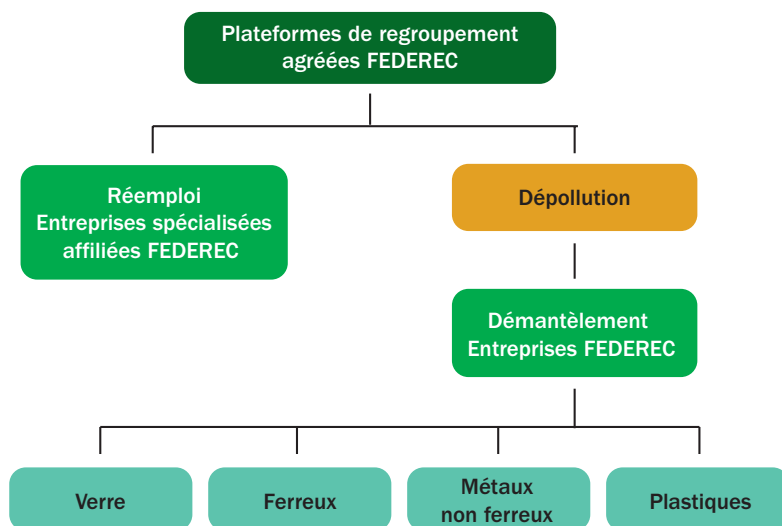 Plateformes de regroupement
agréées FEDEREC
Réemploi
Entreprises spécialisées
affiliées FEDEREC
Dépollution
Démantèlement
Entreprises FEDEREC
Verre
Ferreux
Métaux
non ferreux
Plastiques